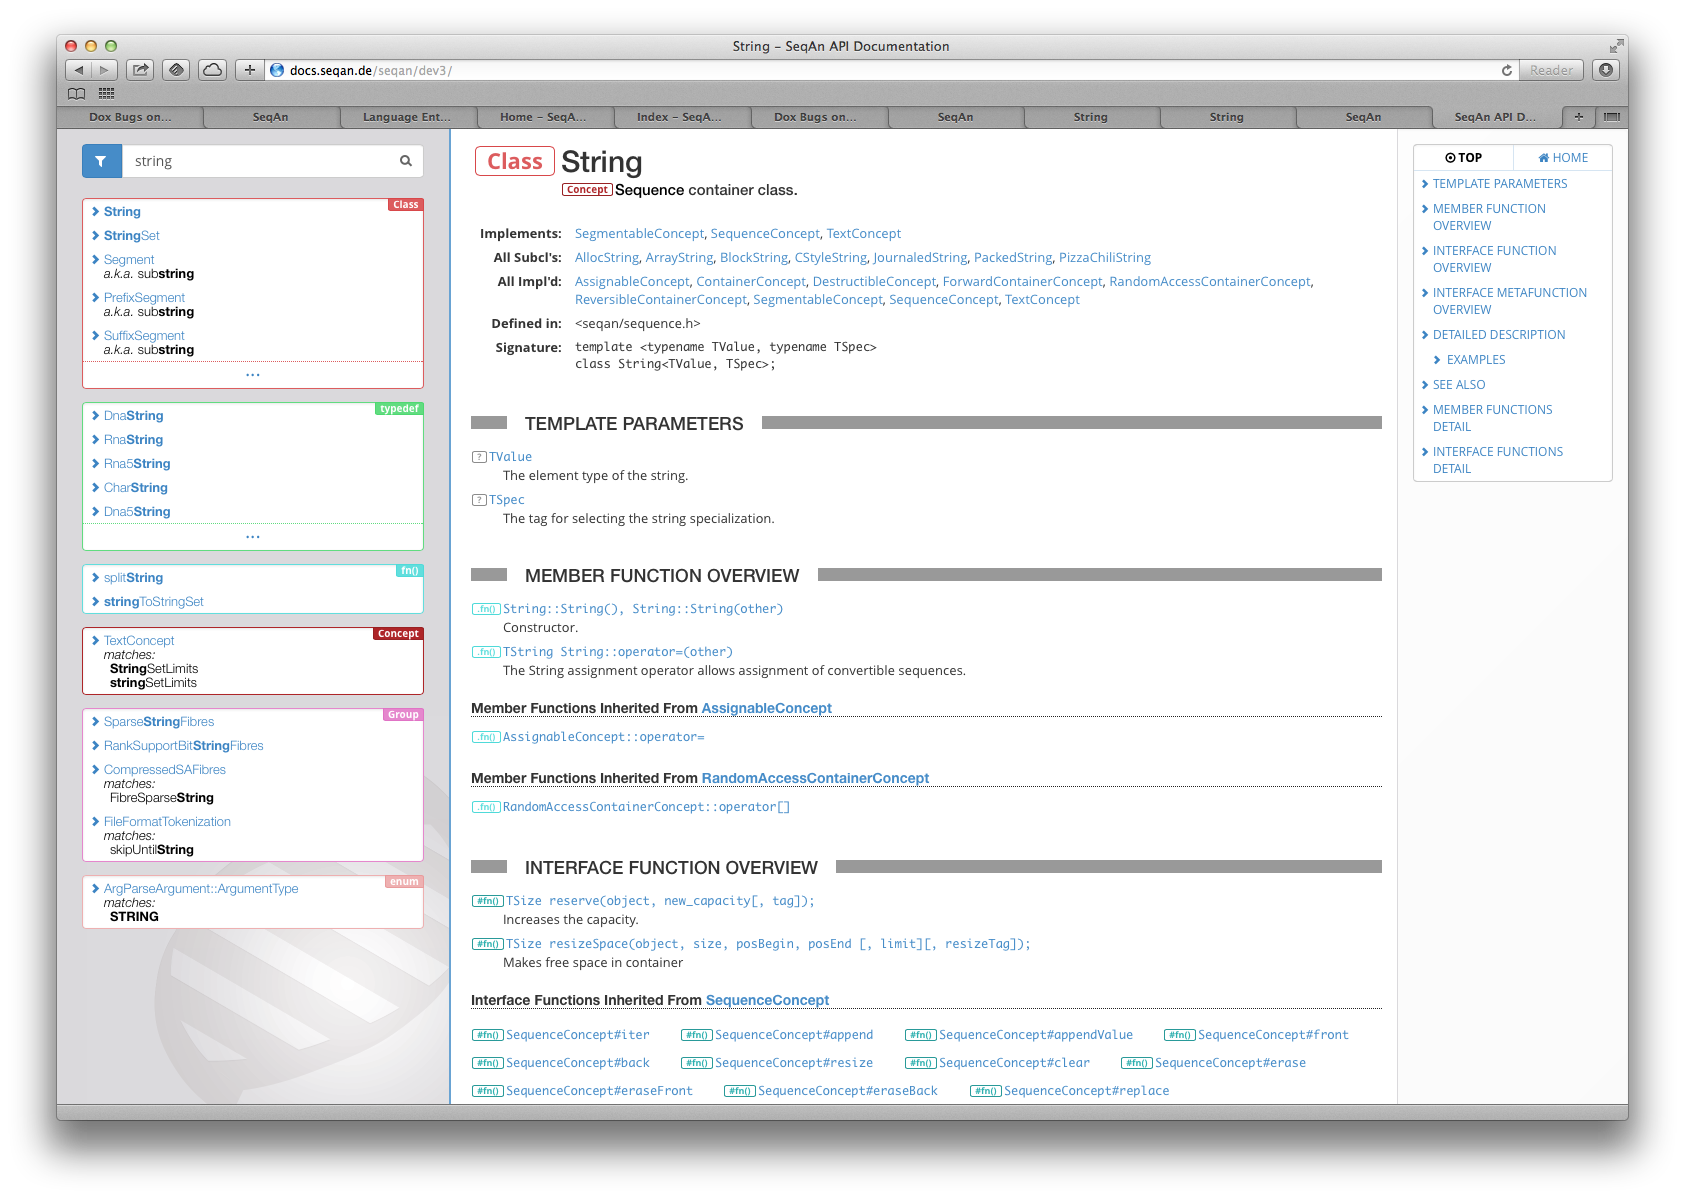 String – SeqAn API Documentation
docs.seqan.de/seqan/dev3/
Reader
Dox Bugs on...
SeqAn
Language Ent...
Home – SeqA...
Index – SeqA...
Dox Bugs on...
SeqAn
String
String
SeqAn
SeqAn API D...
string
Class
String
StringSet
Segment
a.k.a. substring
PrefixSegment
a.k.a. substring
SuffixSegment
a.k.a. substring
...
typedef
DnaString
RnaString
Rna5String
CharString
Dna5String
...
fn()
splitString
stringToStringSet
Concept
TextConcept
matches:
StringSetLimits
stringSetLimits
Group
SparseStringFibres
RankSupportBitStringFibres
CompressedSAFibres
matches:
FibreSparseString
FileFormatTokenization
matches:
skipUntilString
enum
ArgParseArgument::ArgumentType
matches:
STRING
Class String
Concept Sequence container class.
Implements: SegmentableConcept, SequenceConcept, TextConcept
All Subcl's: AllocString, ArrayString, BlockString, CStyleString, JournaledString, PackedString, PizzaChiliString
All Impl'd: AssignableConcept, ContainerConcept, DestructibleConcept, ForwardContainerConcept, RandomAccessContainerConcept,
ReversibleContainerConcept, SegmentableConcept, SequenceConcept, TextConcept
Defined in: <seqan/sequence.h>
Signature: template <typename TValue, typename TSpec>
class String<TValue, TSpec>;
TEMPLATE PARAMETERS
? TValue
The element type of the string.
? TSpec
The tag for selecting the string specialization.
MEMBER FUNCTION OVERVIEW
.fn() String::String(), String::String(other)
Constructor.
.fn() TString String::operator=(other)
The String assignment operator allows assignment of convertible sequences.
Member Functions Inherited From AssignableConcept
.fn() AssignableConcept::operator=
Member Functions Inherited From RandomAccessContainerConcept
.fn() RandomAccessContainerConcept::operator[]
INTERFACE FUNCTION OVERVIEW
#fn() TSize reserve(object, new_capacity[, tag]);
Increases the capacity.
#fn() TSize resizeSpace(object, size, posBegin, posEnd [, limit][, resizeTag]);
Makes free space in container
Interface Functions Inherited From SequenceConcept
#fn() SequenceConcept#iter #fn() SequenceConcept#append #fn() SequenceConcept#appendValue #fn() SequenceConcept#front
#fn() SequenceConcept#back #fn() SequenceConcept#resize #fn() SequenceConcept#clear #fn() SequenceConcept#erase
#fn() SequenceConcept#eraseFront #fn() SequenceConcept#eraseBack #fn() SequenceConcept#replace
TOP
HOME
TEMPLATE PARAMETERS
MEMBER FUNCTION
OVERVIEW
INTERFACE FUNCTION
OVERVIEW
INTERFACE METAFUNCTION
OVERVIEW
DETAILED DESCRIPTION
EXAMPLES
SEE ALSO
MEMBER FUNCTIONS
DETAIL
INTERFACE FUNCTIONS
DETAIL